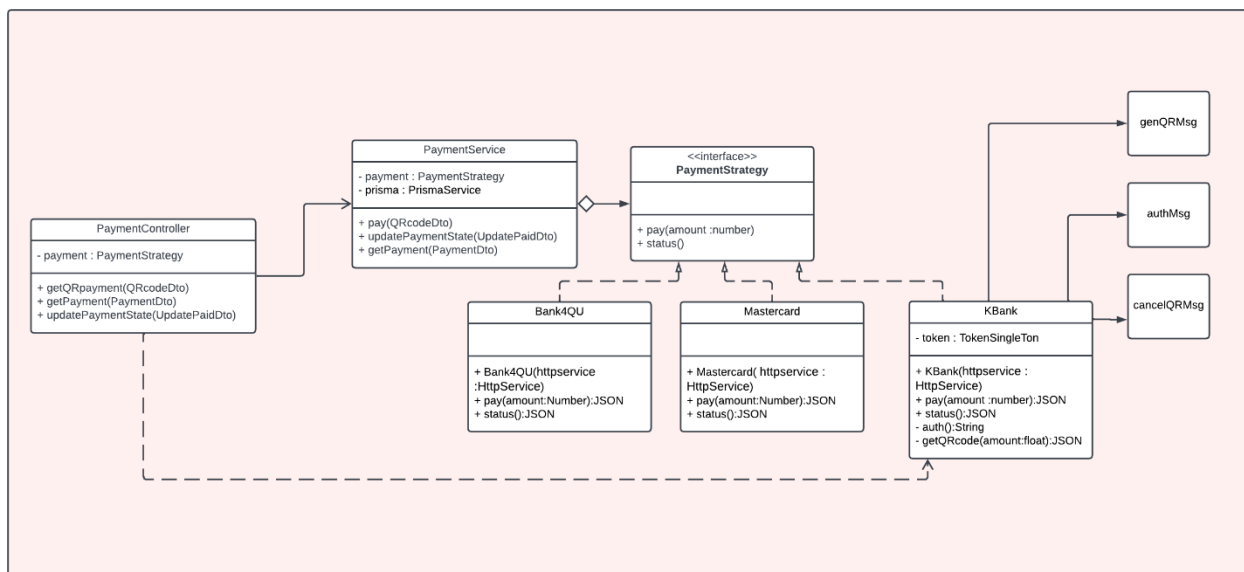 PaymentController
- payment : PaymentStrategy
+ getQRpayment(QRcodeDto)
+ getPayment(PaymentDto)
+ updatePaymentState(UpdatePaidDto)
PaymentService
- payment : PaymentStrategy
- prisma : PrismaService
+ pay(QRcodeDto)
+ updatePaymentState(UpdatePaidDto)
+ getPayment(PaymentDto)
<<interface>>
PaymentStrategy
+ pay(amount :number)
+ status()
Bank4QU
+ Bank4QU(httpservice
:HttpService)
+ pay(amount:Number):JSON
+ status():JSON
Mastercard
+ Mastercard( httpservice :
HttpService)
+ pay(amount:Number):JSON
+ status():JSON
KBank
- token : TokenSingleTon
+ KBank(httpservice :
HttpService)
+ pay(amount :number):JSON
+ status():JSON
- auth():String
- getQRcode(amount:float):JSON
genQRMsg
authMsg
cancelQRMsg